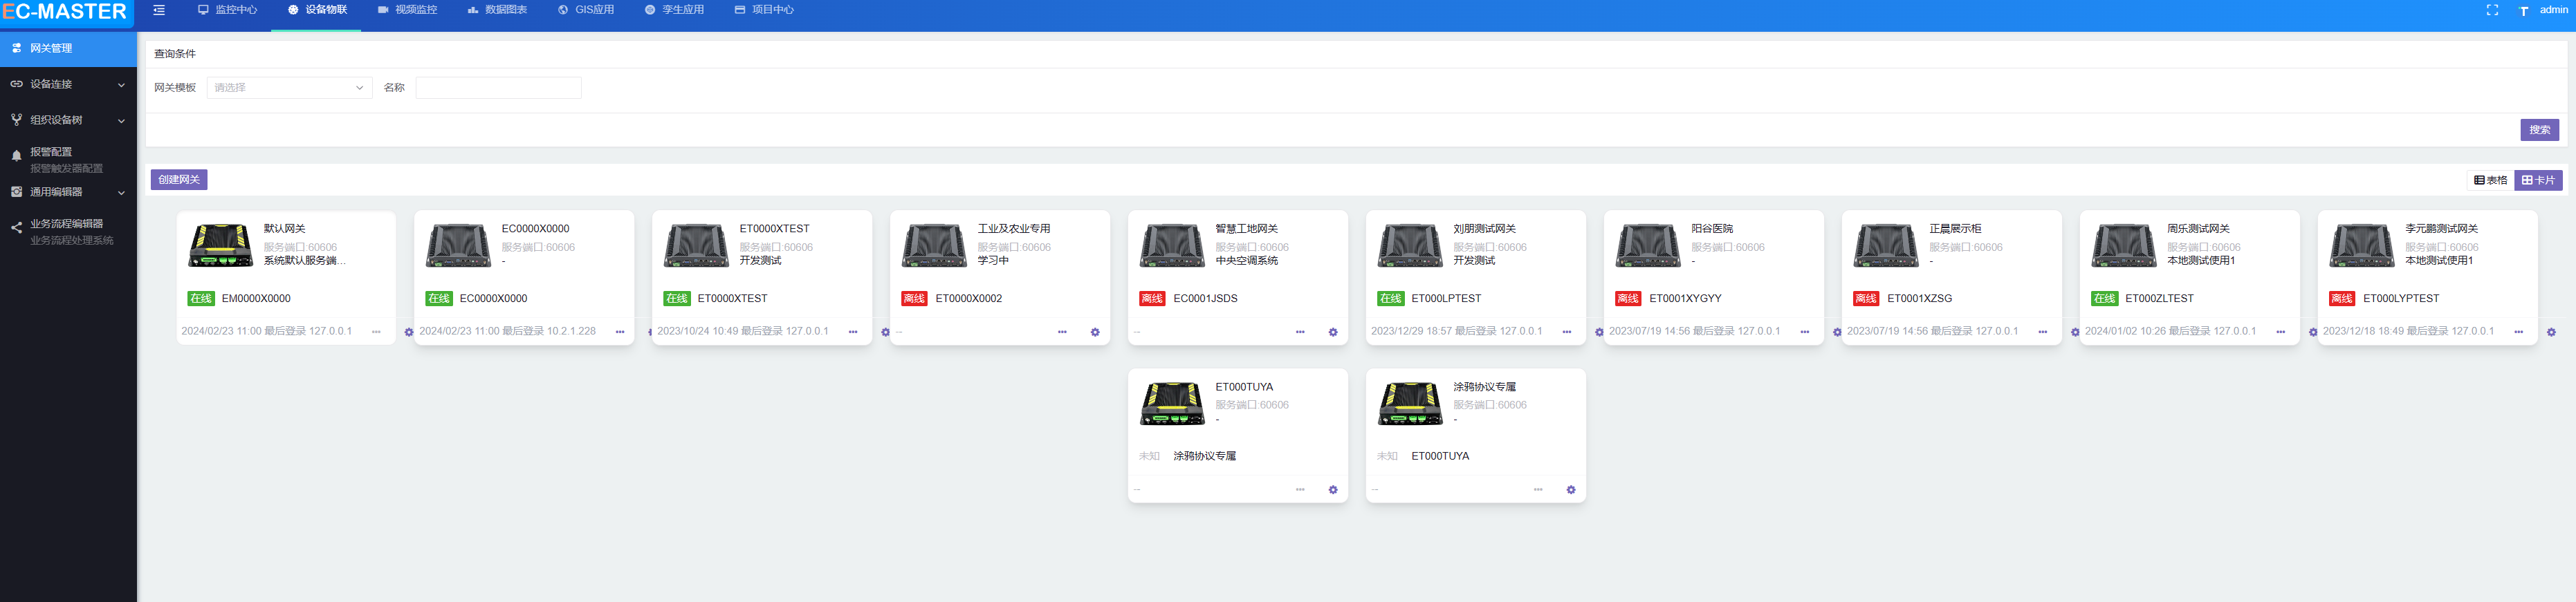 EC-MASTER
监控中心
设备物联
视频监控
数据图表
GIS应用
孪生应用
项目中心
admin
网关管理
设备连接
组织设备树
报警配置
报警触发器配置
通用编辑器
业务流程编辑器
业务流程处理系统
查询条件
网关模板
请选择
名称
搜索
创建网关
表格
卡片
默认网关
服务端口:60606
系统默认服务端...
在线 EM0000X0000
2024/02/23 11:00 最后登录 127.0.0.1
EC0000X0000
服务端口:60606
-
在线 EC0000X0000
2024/02/23 11:00 最后登录 10.2.1.228
ET0000XTEST
服务端口:60606
开发测试
在线 ET0000XTEST
2023/10/24 10:49 最后登录 127.0.0.1
工业及农业专用
服务端口:60606
学习中
离线 ET0000X0002
--
智慧工地网关
服务端口:60606
中央空调系统
离线 EC0001JSDS
--
刘朋测试网关
服务端口:60606
开发测试
在线 ET000LPTEST
2023/12/29 18:57 最后登录 127.0.0.1
阳谷医院
服务端口:60606
-
离线 ET0001XYGYY
2023/07/19 14:56 最后登录 127.0.0.1
正晨展示柜
服务端口:60606
-
离线 ET0001XZSG
2023/07/19 14:56 最后登录 127.0.0.1
周乐测试网关
服务端口:60606
本地测试使用1
在线 ET000ZLTEST
2024/01/02 10:26 最后登录 127.0.0.1
李元鹏测试网关
服务端口:60606
本地测试使用1
离线 ET000LYPTEST
2023/12/18 18:49 最后登录 127.0.0.1
ET000TUYA
服务端口:60606
-
未知 涂鸦协议专属
--
涂鸦协议专属
服务端口:60606
-
未知 ET000TUYA
--